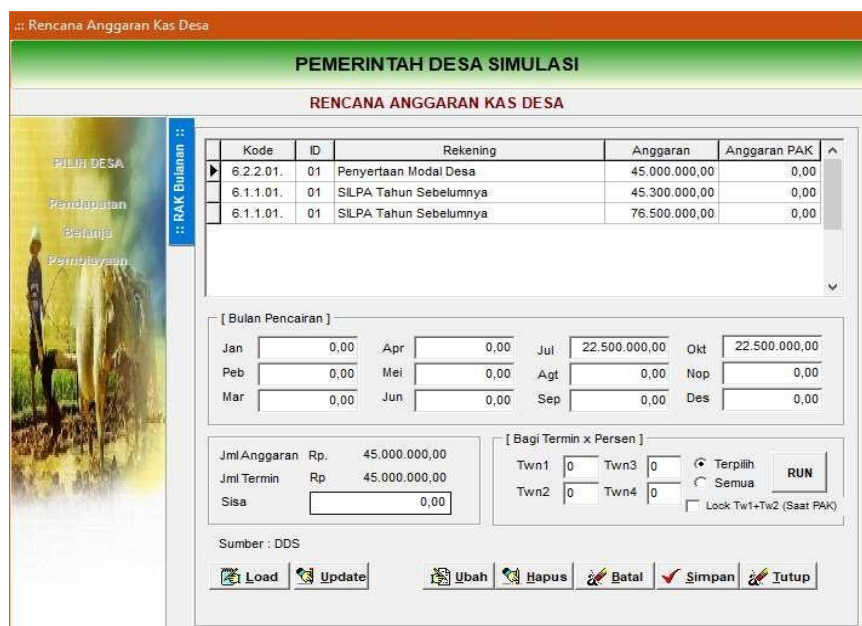 .:: Rencana Anggaran Kas Desa
PEMERINTAH DESA SIMULASI
RENCANA ANGGARAN KAS DESA
PILIH DESA
Pendapatan
Belanja
Pembiayaan
:: RAK Bulanan ::
Kode ID Rekening Anggaran Anggaran PAK
6.2.2.01. 01 Penyertaan Modal Desa 45.000.000,00 0,00
6.1.1.01. 01 SILPA Tahun Sebelumnya 45.300.000,00 0,00
6.1.1.01. 01 SILPA Tahun Sebelumnya 76.500.000,00 0,00
[ Bulan Pencairan ]
Jan 0,00 Apr 0,00 Jul 22.500.000,00 Okt 22.500.000,00
Peb 0,00 Mei 0,00 Agt 0,00 Nop 0,00
Mar 0,00 Jun 0,00 Sep 0,00 Des 0,00
Jml Anggaran Rp. 45.000.000,00
Jml Termin Rp 45.000.000,00
Sisa 0,00
[ Bagi Termin x Persen ]
Twn1 0 Twn3 0 Terpilih
Twn2 0 Twn4 0 Semua
RUN
Lock Tw1+Tw2 (Saat PAK)
Sumber : DDS
Load Update Ubah Hapus Batal Simpan Tutup